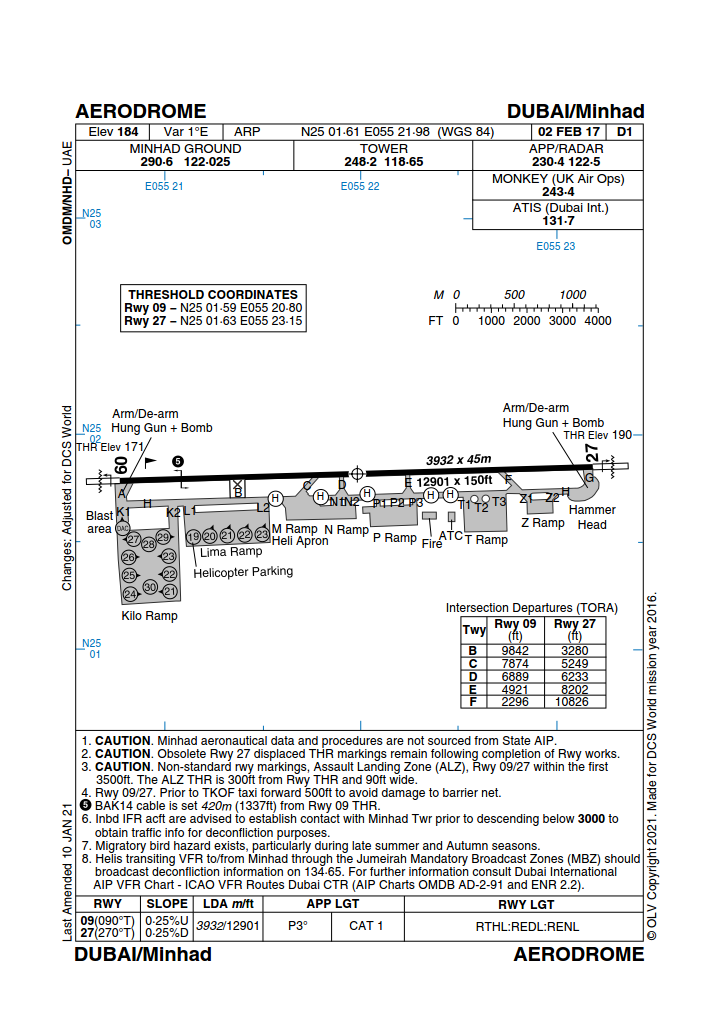 AERODROME DUBAI/Minhad
Elev 184 Var 1°E ARP N25 01·61 E055 21·98 (WGS 84) 02 FEB 17 D1
MINHAD GROUND TOWER APP/RADAR
290·6 122·025 248·2 118·65 230·4 122·5
MONKEY (UK Air Ops)
243·4
ATIS (Dubai Int.)
131·7
OMDM/NHD– UAE
E055 21 E055 22
E055 23
N25
03
THRESHOLD COORDINATES
Rwy 09 – N25 01·59 E055 20·80
Rwy 27 – N25 01·63 E055 23·15
M 0 500 1000
FT 0 1000 2000 3000 4000
Changes: Adjusted for DCS World
Arm/De-arm
Hung Gun + Bomb
Arm/De-arm
Hung Gun + Bomb
N25
02
THR Elev 171
THR Elev 190
60
27
5
3932 x 45m
12901 x 150ft
A B C D E F G
H H
K1 K2 L1 L2 N1 N2 P1 P2 P3 T1 T2 T3 Z1 Z2
H H H H H
Blast
area
DAC
27 28 29
26 23
25 22
24 30 21
19 20 21 22 23
Lima Ramp
Helicopter Parking
Kilo Ramp
M Ramp
Heli Apron
N Ramp
P Ramp
Fire
ATC
T Ramp
Z Ramp
Hammer
Head
N25
01
Intersection Departures (TORA)
Twy Rwy 09 (ft) Rwy 27 (ft)
B 9842 3280
C 7874 5249
D 6889 6233
E 4921 8202
F 2296 10826
1. CAUTION. Minhad aeronautical data and procedures are not sourced from State AIP.
2. CAUTION. Obsolete Rwy 27 displaced THR markings remain following completion of Rwy works.
3. CAUTION. Non-standard rwy markings, Assault Landing Zone (ALZ), Rwy 09/27 within the first
3500ft. The ALZ THR is 300ft from Rwy THR and 90ft wide.
4. Rwy 09/27. Prior to TKOF taxi forward 500ft to avoid damage to barrier net.
5 BAK14 cable is set 420m (1337ft) from Rwy 09 THR.
6. Inbd IFR acft are advised to establish contact with Minhad Twr prior to descending below 3000 to
obtain traffic info for deconfliction purposes.
7. Migratory bird hazard exists, particularly during late summer and Autumn seasons.
8. Helis transiting VFR to/from Minhad through the Jumeirah Mandatory Broadcast Zones (MBZ) should
broadcast deconfliction information on 134·65. For further information consult Dubai International
AIP VFR Chart - ICAO VFR Routes Dubai CTR (AIP Charts OMDB AD-2-91 and ENR 2.2).
RWY SLOPE LDA m/ft APP LGT RWY LGT
09(090°T) 0·25%U 3932/12901 P3° CAT 1 RTHL:REDL:RENL
27(270°T) 0·25%D
Last Amended 10 JAN 21
© OLV Copyright 2021. Made for DCS World mission year 2016.
DUBAI/Minhad AERODROME